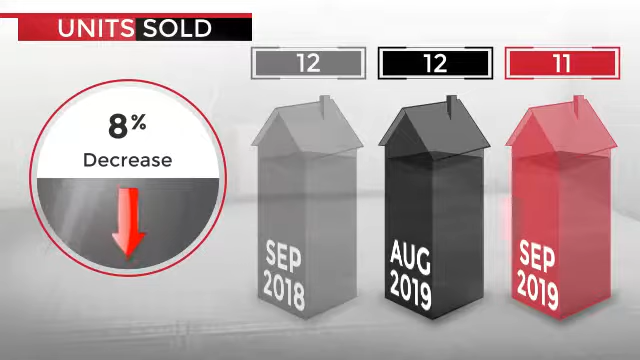 UNITS SOLD
12
12
11
8%
Decrease
SEP
2018
AUG
2019
SEP
2019